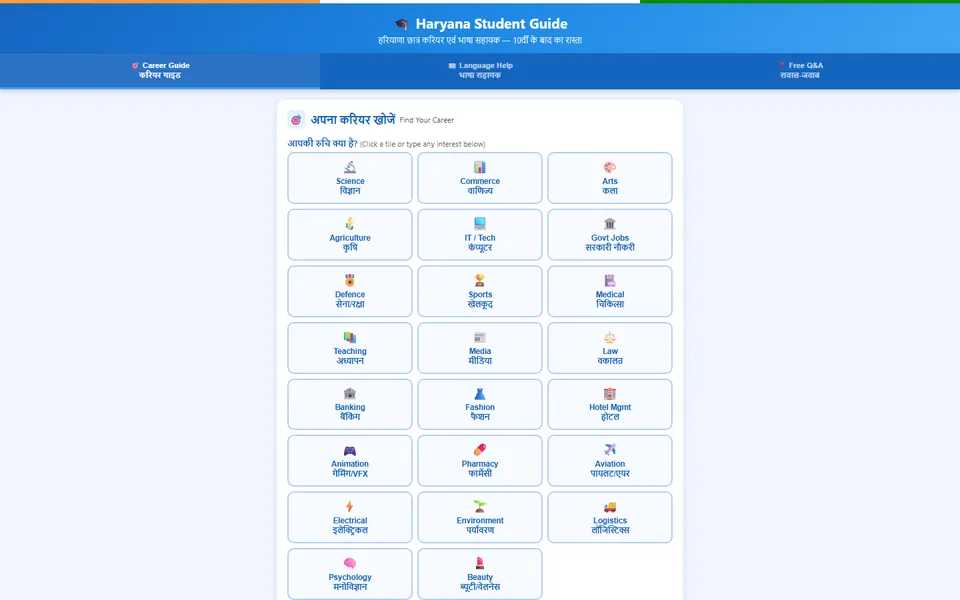 Haryana Student Guide
हरियाणा छात्र करियर एवं भाषा सहायक — 10वीं के बाद का रास्ता
Career Guide
करियर गाइड
Language Help
भाषा सहायक
Free Q&A
सवाल-जवाब
अपना करियर खोजें Find Your Career
आपकी रुचि क्या है? (Click a tile or type any interest below)
Science
विज्ञान
Commerce
वाणिज्य
Arts
कला
Agriculture
कृषि
IT / Tech
कंप्यूटर
Govt Jobs
सरकारी नौकरी
Defence
सेना/रक्षा
Sports
खेलकूद
Medical
चिकित्सा
Teaching
अध्यापन
Media
मीडिया
Law
वकालत
Banking
बैंकिंग
Fashion
फैशन
Hotel Mgmt
होटल
Animation
गेमिंग/VFX
Pharmacy
फार्मेसी
Aviation
पायलट/एयर
Electrical
इलेक्ट्रिकल
Environment
पर्यावरण
Logistics
लॉजिस्टिक्स
Psychology
मनोविज्ञान
Beauty
ब्यूटी/वेलनेस